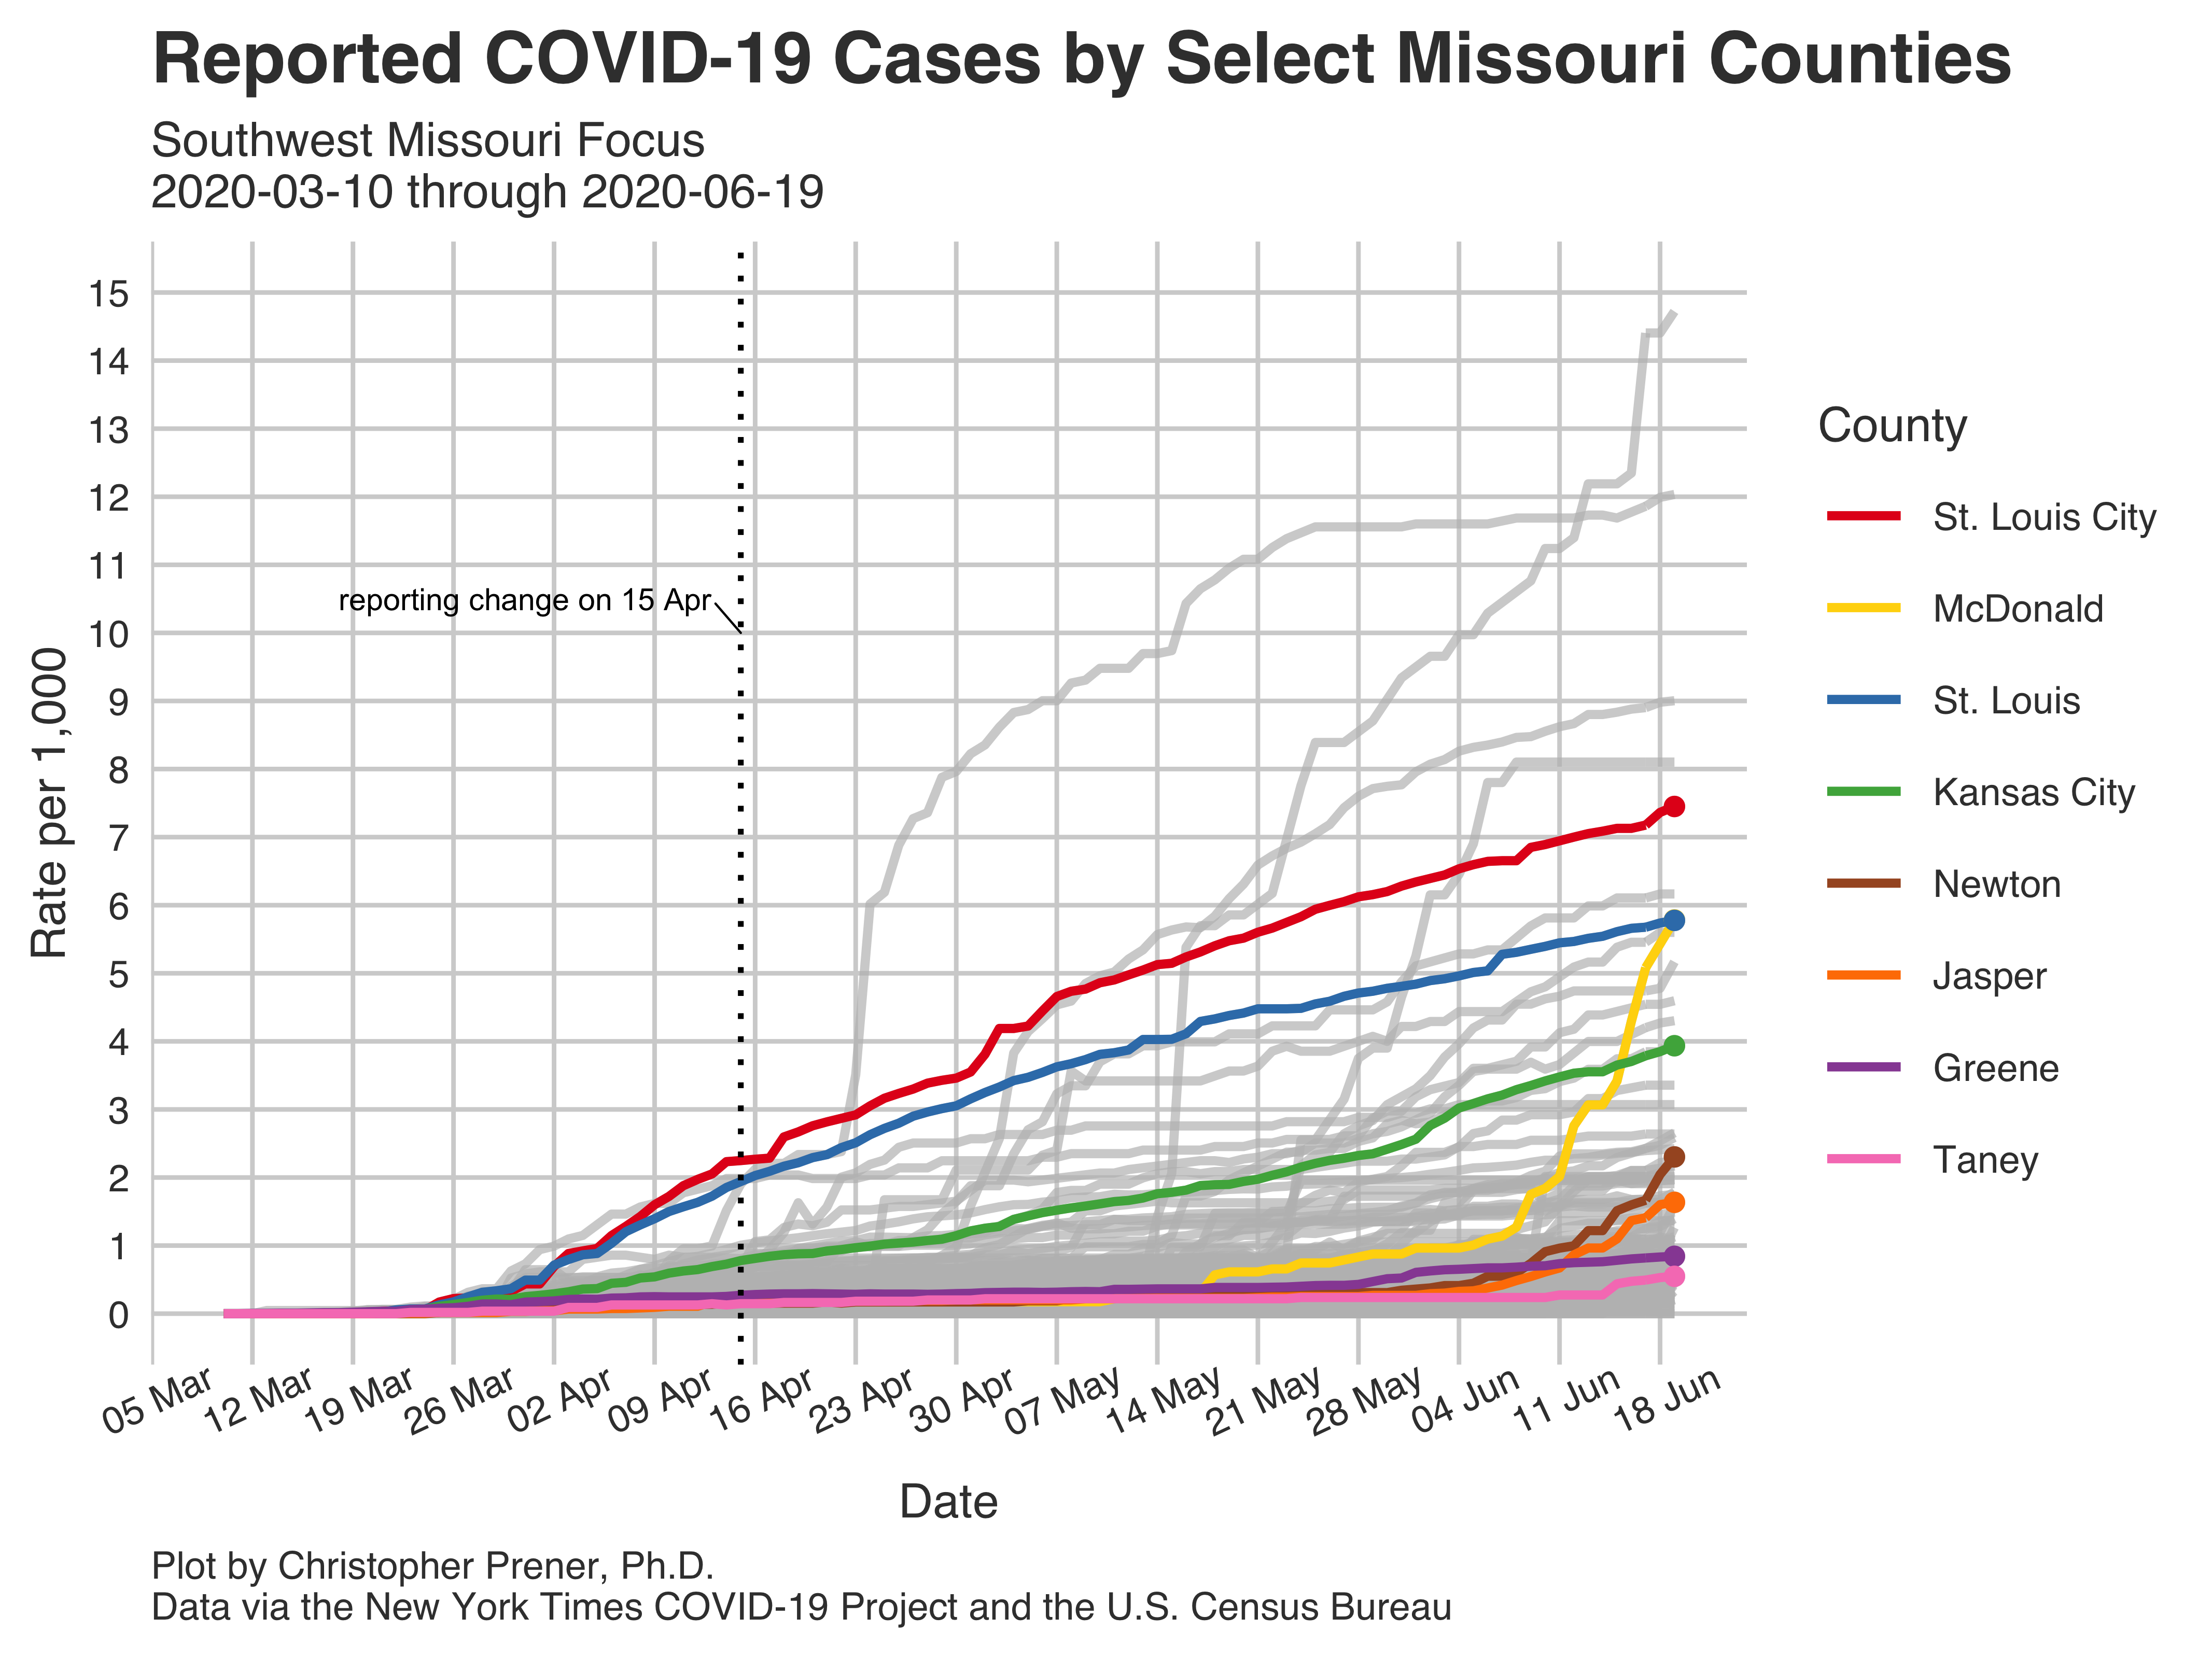 Reported COVID-19 Cases by Select Missouri Counties
Southwest Missouri Focus
2020-03-10 through 2020-06-19
15
14
13
12
11
10
9
8
7
6
5
4
3
2
1
0
Rate per 1,000
reporting change on 15 Apr
05 Mar
12 Mar
19 Mar
26 Mar
02 Apr
09 Apr
16 Apr
23 Apr
30 Apr
07 May
14 May
21 May
28 May
04 Jun
11 Jun
18 Jun
Date
County
St. Louis City
McDonald
St. Louis
Kansas City
Newton
Jasper
Greene
Taney
Plot by Christopher Prener, Ph.D.
Data via the New York Times COVID-19 Project and the U.S. Census Bureau